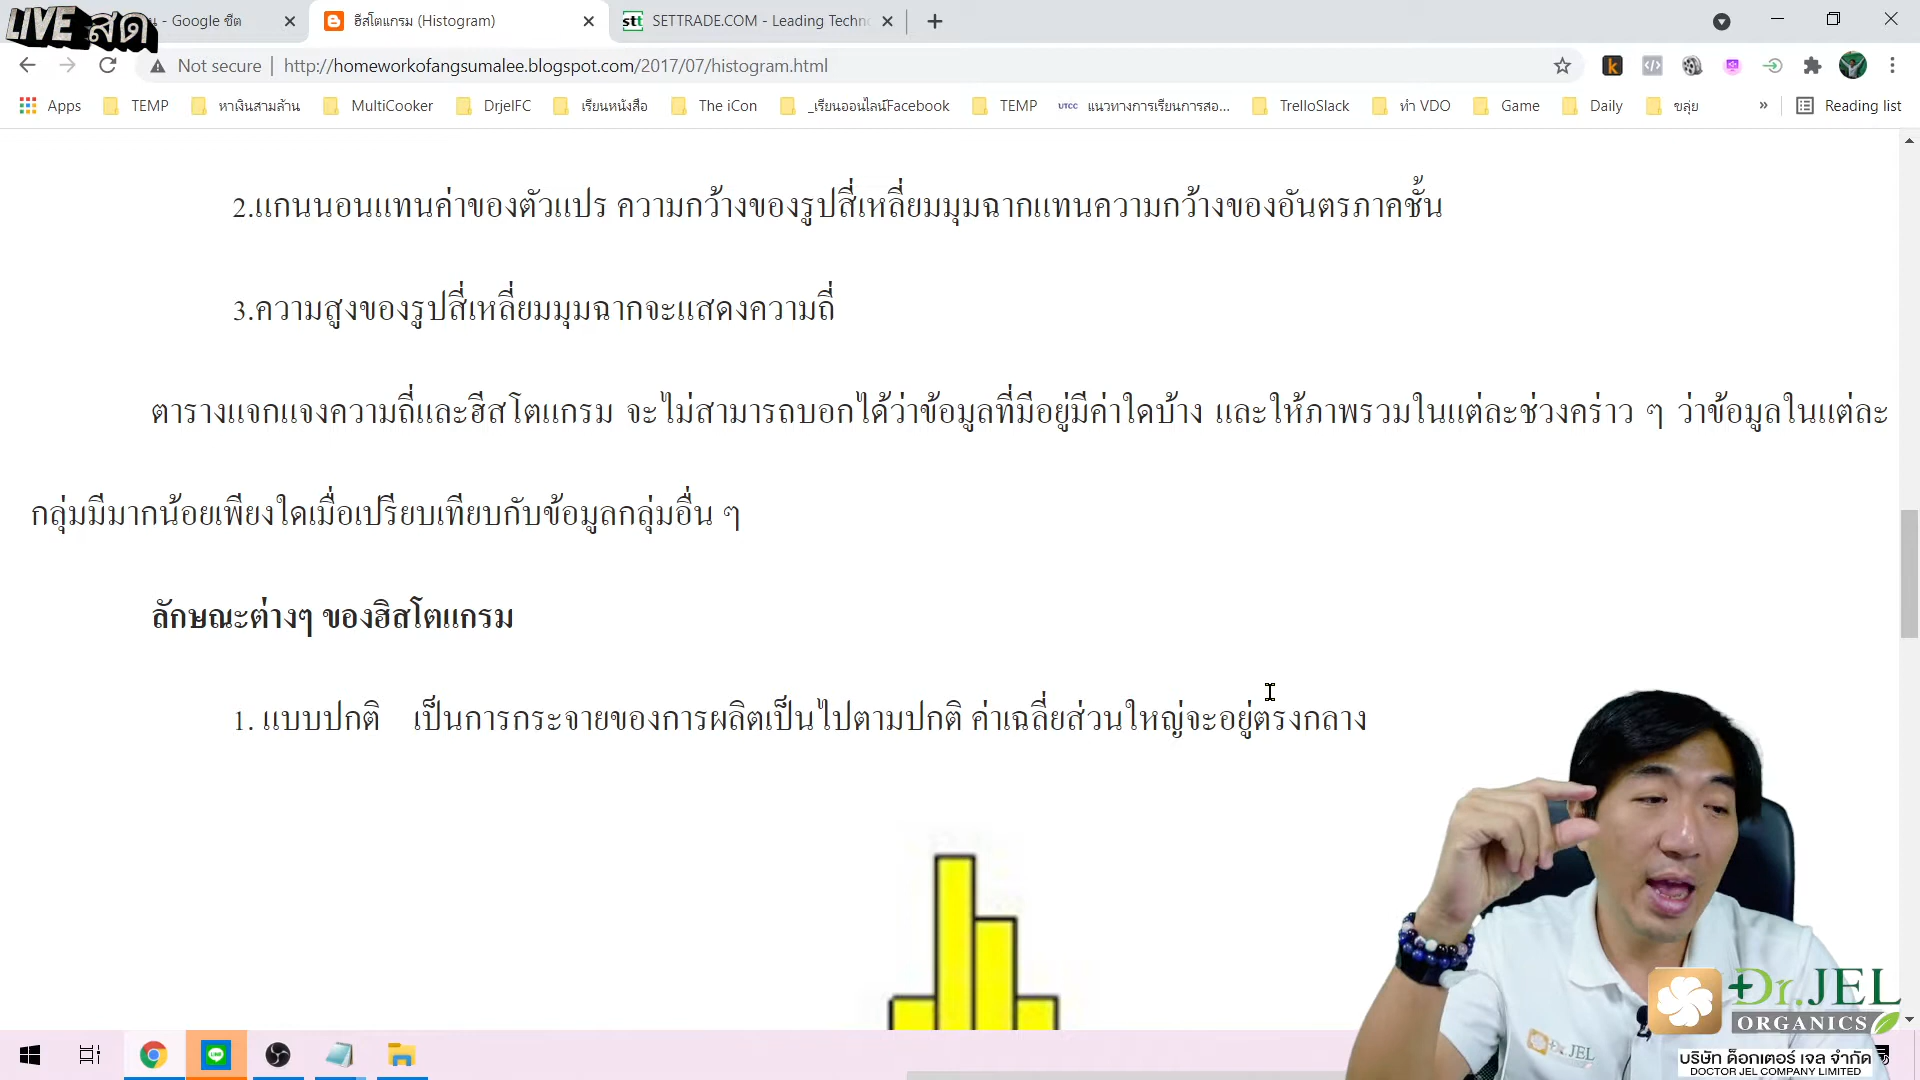 LIVE สด
- Google ชีต
ฮีสโตแกรม (Histogram)
stt SETTRADE.COM - Leading Techn
Not secure
http://homeworkofangsumalee.blogspot.com/2017/07/histogram.html
Apps
TEMP
หาเงินสามล้าน
MultiCooker
DrjelFC
เรียนหนังสือ
The iCon
_เรียนออนไลน์Facebook
TEMP
UTCC แนวทางการเรียนการสอ...
TrelloSlack
ทำ VDO
Game
Daily
ขลุ่ย
»
Reading list
2.แกนนอนแทนค่าของตัวแปร ความกว้างของรูปสี่เหลี่ยมมุมฉากแทนความกว้างของอันตรภาคชั้น
3.ความสูงของรูปสี่เหลี่ยมมุมฉากจะแสดงความถี่
ตารางแจกแจงความถี่และฮีสโตแกรม จะไม่สามารถบอกได้ว่าข้อมูลที่มีอยู่มีค่าใดบ้าง และให้ภาพรวมในแต่ละช่วงคร่าว ๆ ว่าข้อมูลในแต่ละ
กลุ่มมีมากน้อยเพียงใดเมื่อเปรียบเทียบกับข้อมูลกลุ่มอื่น ๆ
ลักษณะต่างๆ ของฮิสโตแกรม
1. แบบปกติ เป็นการกระจายของการผลิตเป็นไปตามปกติ ค่าเฉลี่ยส่วนใหญ่จะอยู่ตรงกลาง
Dr.JEL
ORGANICS
บริษัท ด็อกเตอร์ เจล จำกัด
DOCTOR JEL COMPANY LIMITED